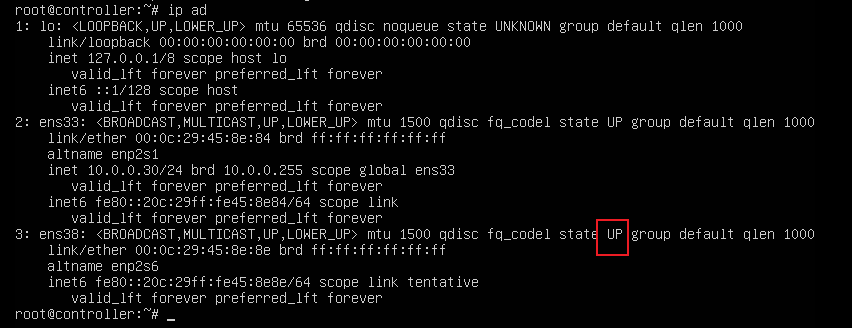 root@controller:~# ip ad
1: lo: <LOOPBACK,UP,LOWER_UP> mtu 65536 qdisc noqueue state UNKNOWN group default qlen 1000
    link/loopback 00:00:00:00:00:00 brd 00:00:00:00:00:00
    inet 127.0.0.1/8 scope host lo
       valid_lft forever preferred_lft forever
    inet6 ::1/128 scope host
       valid_lft forever preferred_lft forever
2: ens33: <BROADCAST,MULTICAST,UP,LOWER_UP> mtu 1500 qdisc fq_codel state UP group default qlen 1000
    link/ether 00:0c:29:45:8e:84 brd ff:ff:ff:ff:ff:ff
    altname enp2s1
    inet 10.0.0.30/24 brd 10.0.0.255 scope global ens33
       valid_lft forever preferred_lft forever
    inet6 fe80::20c:29ff:fe45:8e84/64 scope link
       valid_lft forever preferred_lft forever
3: ens38: <BROADCAST,MULTICAST,UP,LOWER_UP> mtu 1500 qdisc fq_codel state UP group default qlen 1000
    link/ether 00:0c:29:45:8e:8e brd ff:ff:ff:ff:ff:ff
    altname enp2s6
    inet6 fe80::20c:29ff:fe45:8e8e/64 scope link tentative
       valid_lft forever preferred_lft forever
root@controller:~# _